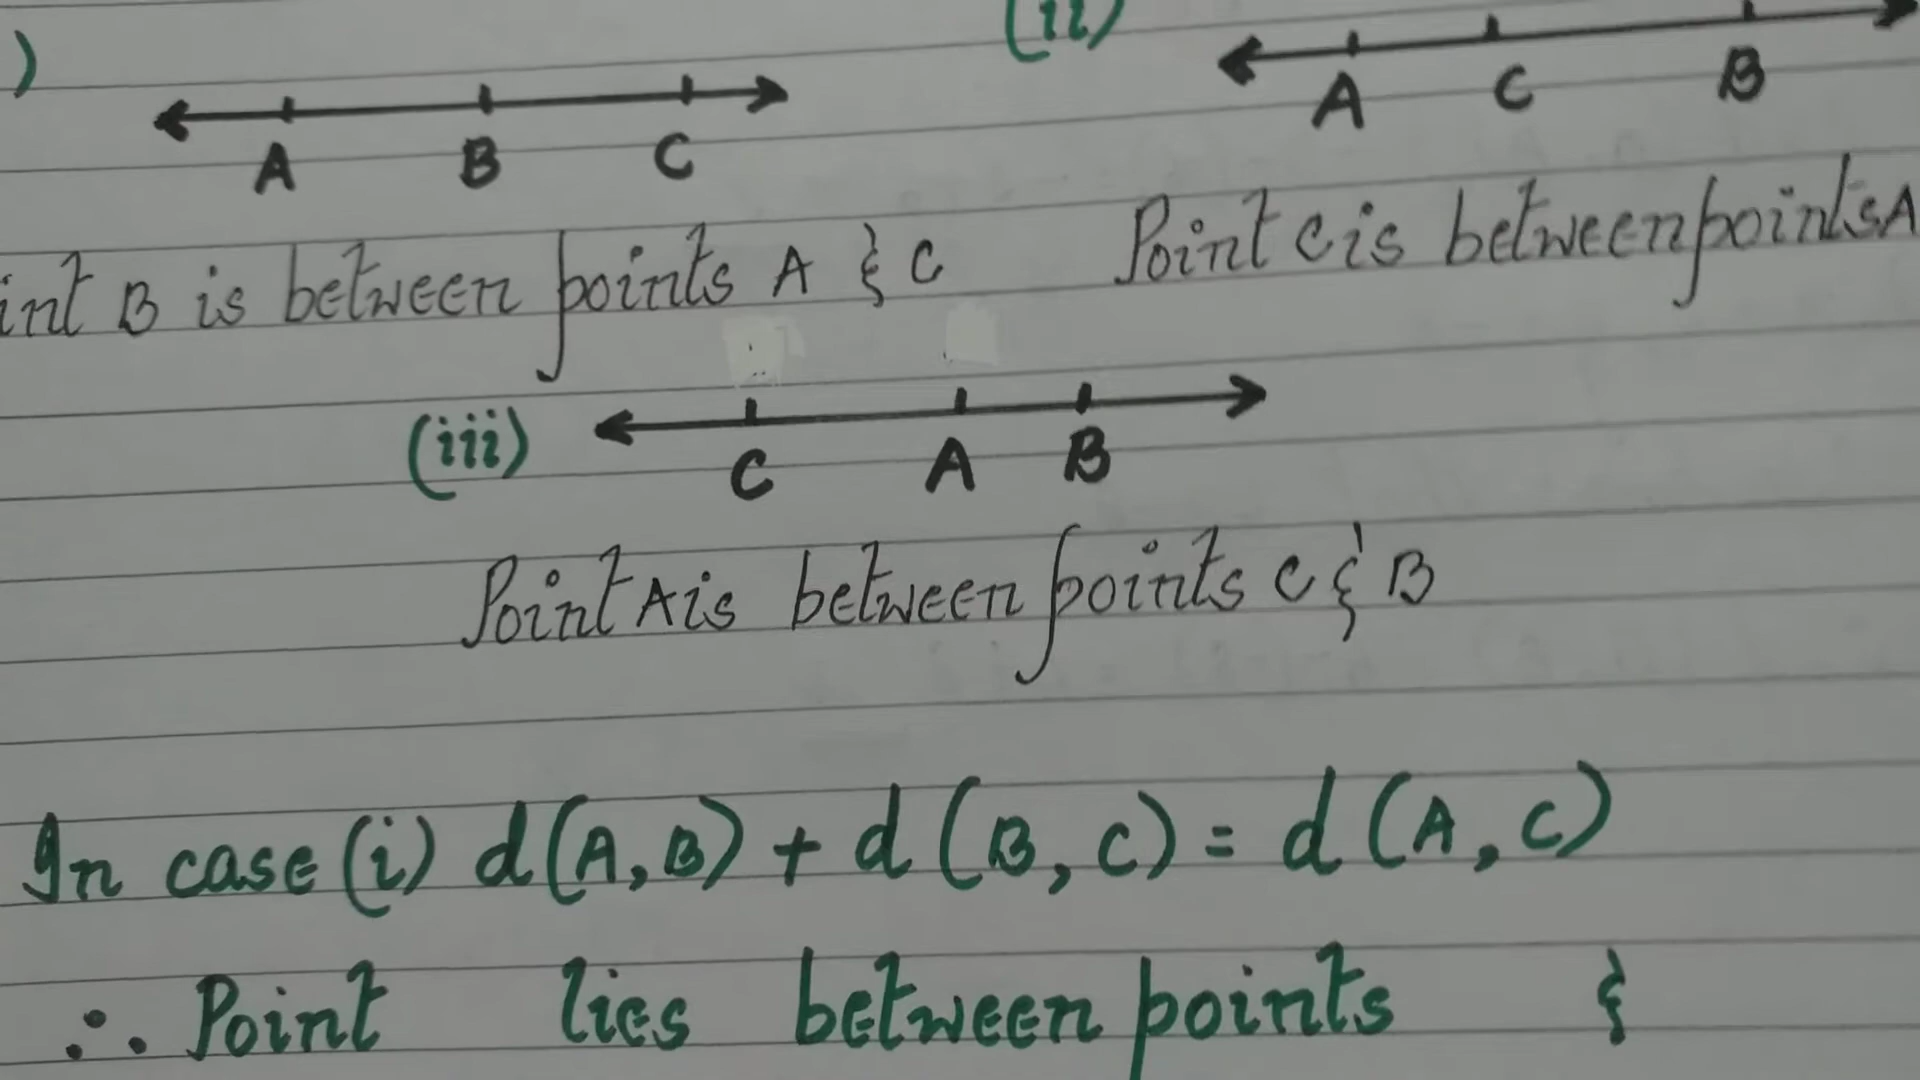 )
(ii)
A B C
A C B
int B is between points A & C
Point C is between points A
(iii)
C A B
Point A is between points C & B
In case (i) d(A,B) + d(B,C) = d(A,C)
∴ Point lies between points &